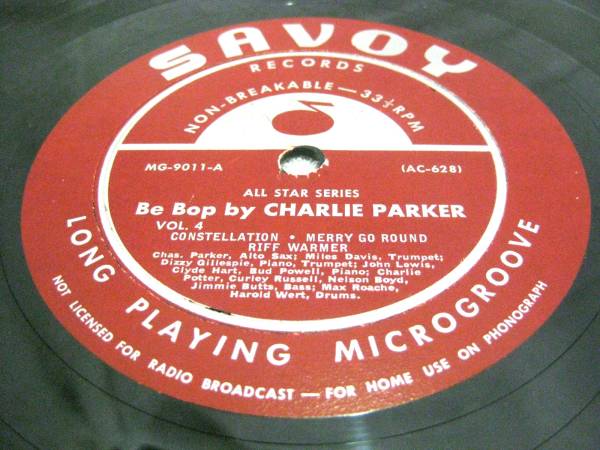 SAVOY
RECORDS
NON-BREAKABLE — 33⅓ RPM
MG-9011-A
(AC-628)
ALL STAR SERIES
Be Bop by CHARLIE PARKER
VOL. 4
CONSTELLATION • MERRY GO ROUND
RIFF WARMER
Chas. Parker, Alto Sax; Miles Davis, Trumpet;
Dizzy Gillespie, Piano, Trumpet; John Lewis,
Clyde Hart, Bud Powell, Piano; Charlie
Potter, Curley Russell, Nelson Boyd,
Jimmie Butts, Bass; Max Roache,
Harold Wert, Drums.
LONG PLAYING MICROGROOVE
NOT LICENSED FOR RADIO BROADCAST — FOR HOME USE ON PHONOGRAPH